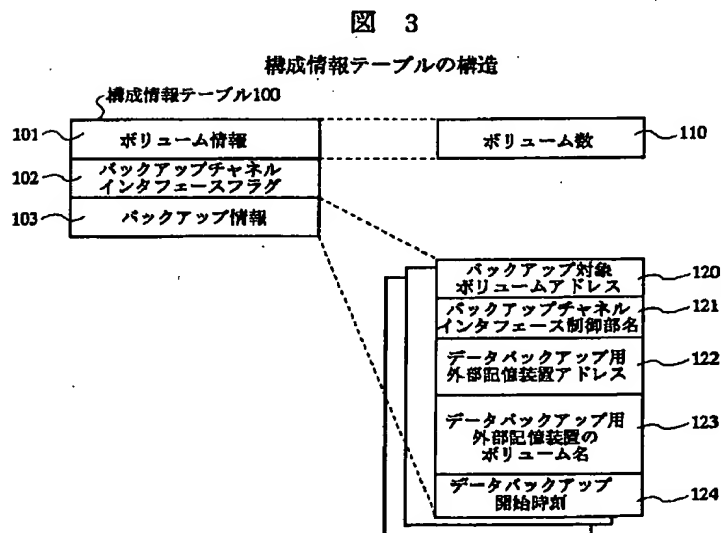 図 3
構成情報テーブルの構造
構成情報テーブル100
101
ボリューム情報
ボリューム数
110
102
バックアップチャネル
インタフェースフラグ
103
バックアップ情報
バックアップ対象
ボリュームアドレス
120
バックアップチャネル
インタフェース制御部名
121
データバックアップ用
外部記憶装置アドレス
122
データバックアップ用
外部記憶装置の
ボリューム名
123
データバックアップ
開始時刻
124